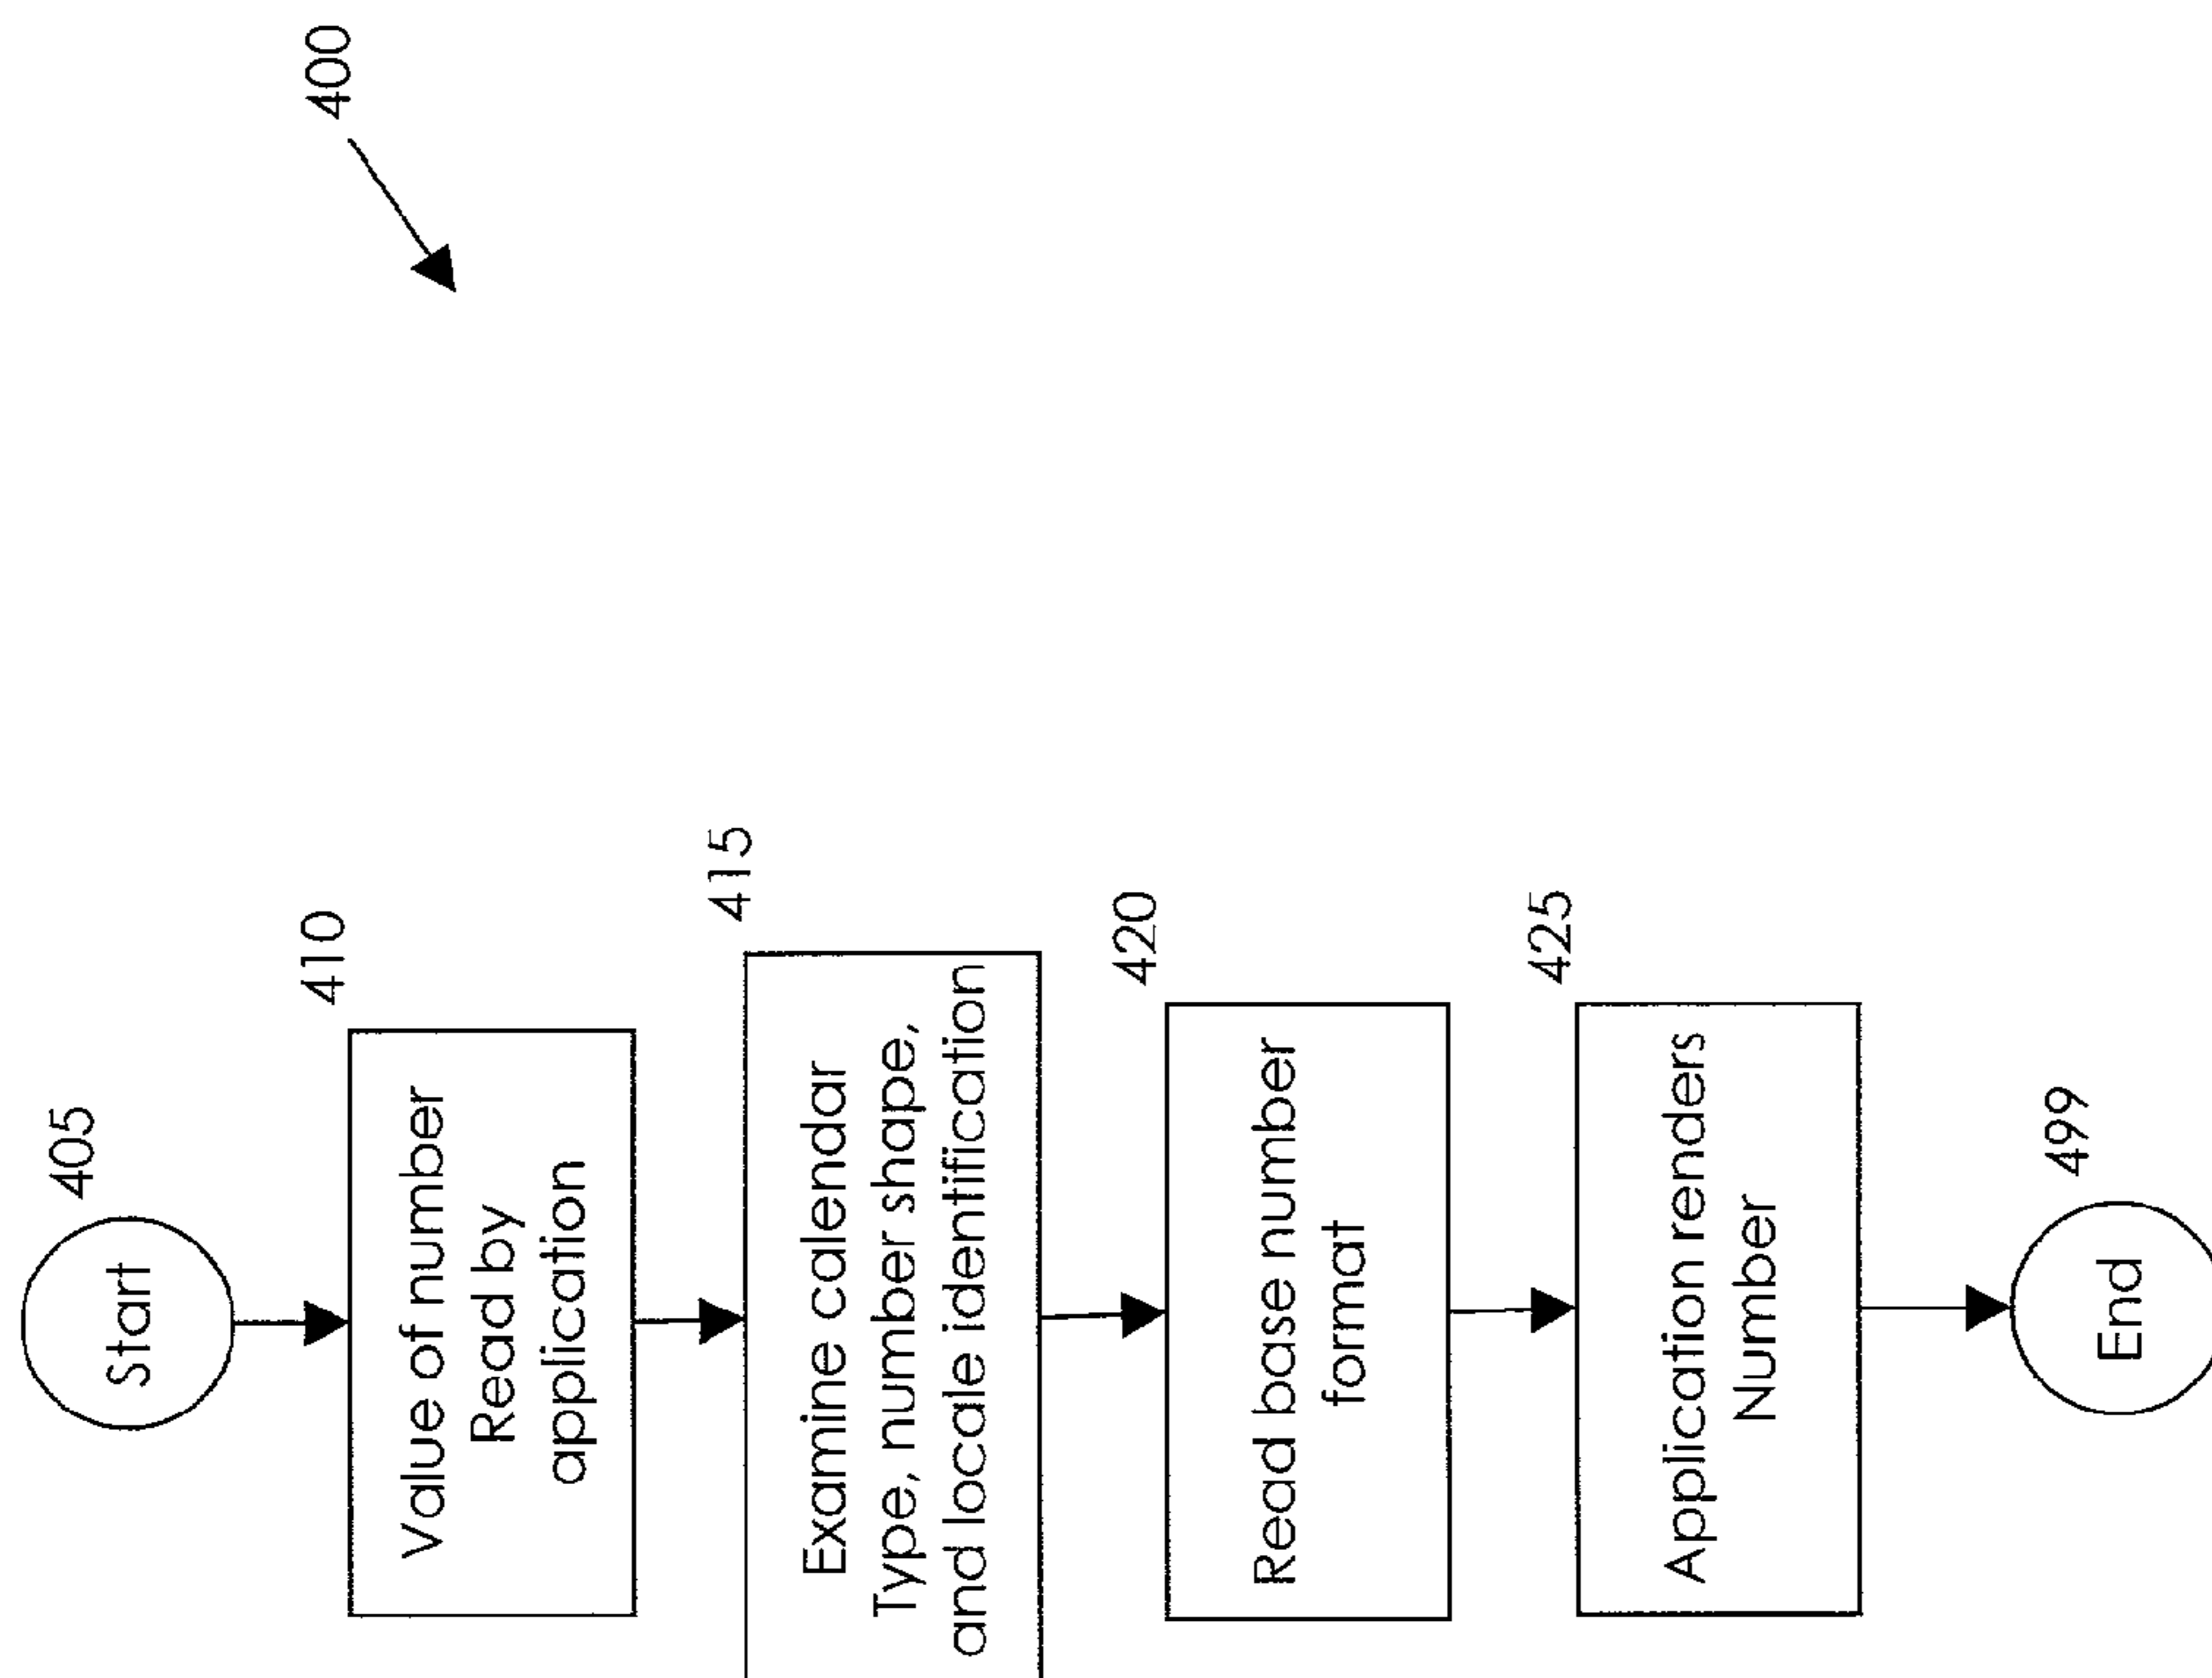 400
405
Start
410
Value of number
Read by
application
415
Examine calendar
Type, number shape,
and locale identification
420
Read base number
format
425
Application renders
Number
499
End